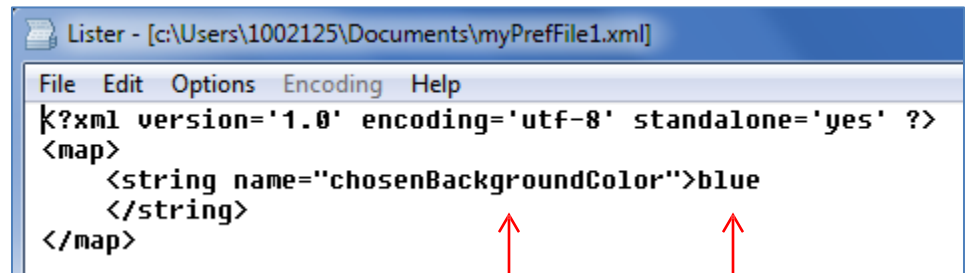 Lister - [c:\Users\1002125\Documents\myPrefFile1.xml]
File Edit Options Encoding Help
<?xml version='1.0' encoding='utf-8' standalone='yes' ?>
<map>
    <string name="chosenBackgroundColor">blue
    </string>
</map>